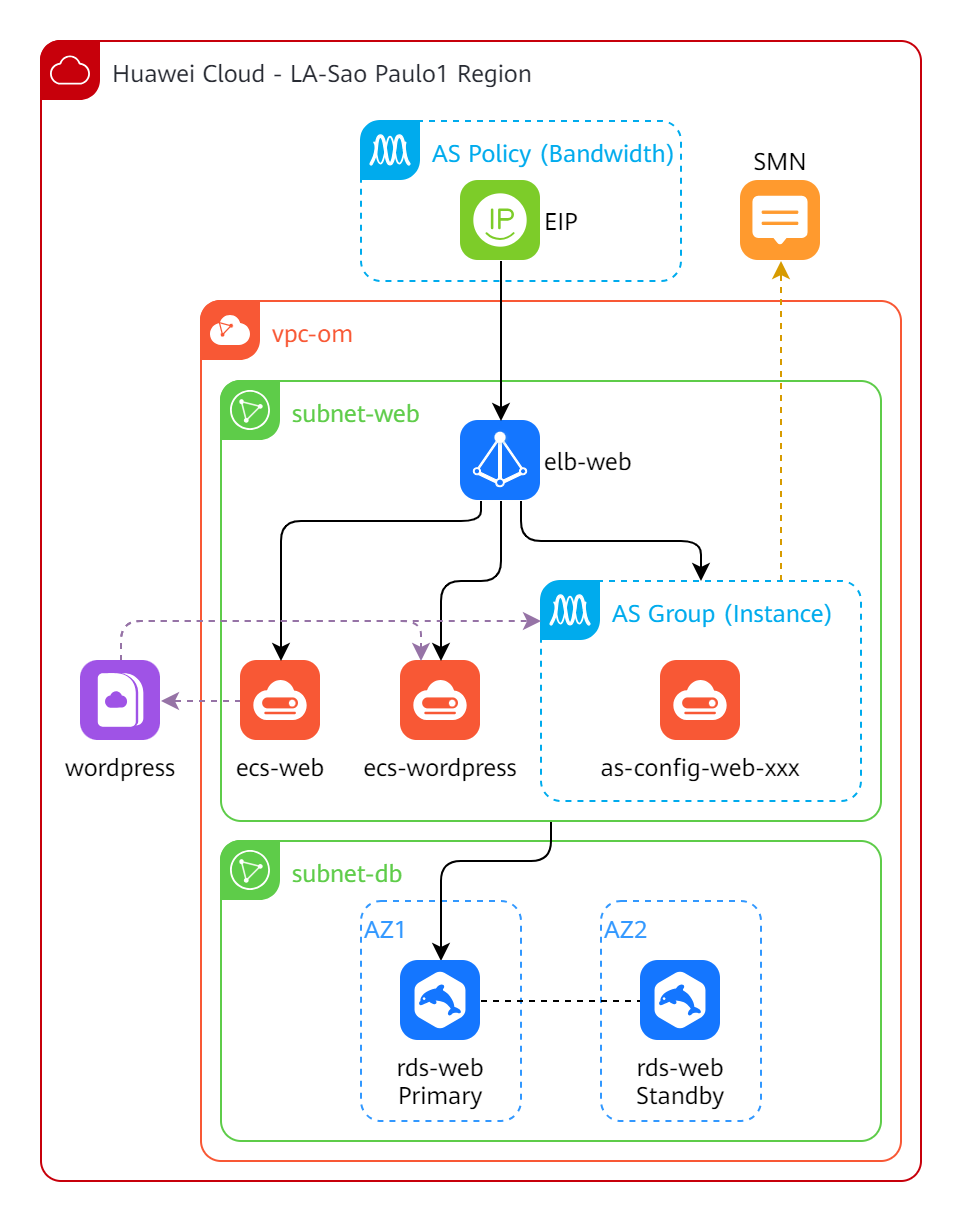 Huawei Cloud - LA-Sao Paulo1 Region
AS Policy (Bandwidth)
SMN
IP
EIP
vpc-om
subnet-web
elb-web
AS Group (Instance)
wordpress
ecs-web
ecs-wordpress
as-config-web-xxx
subnet-db
AZ1
AZ2
rds-web
Primary
rds-web
Standby